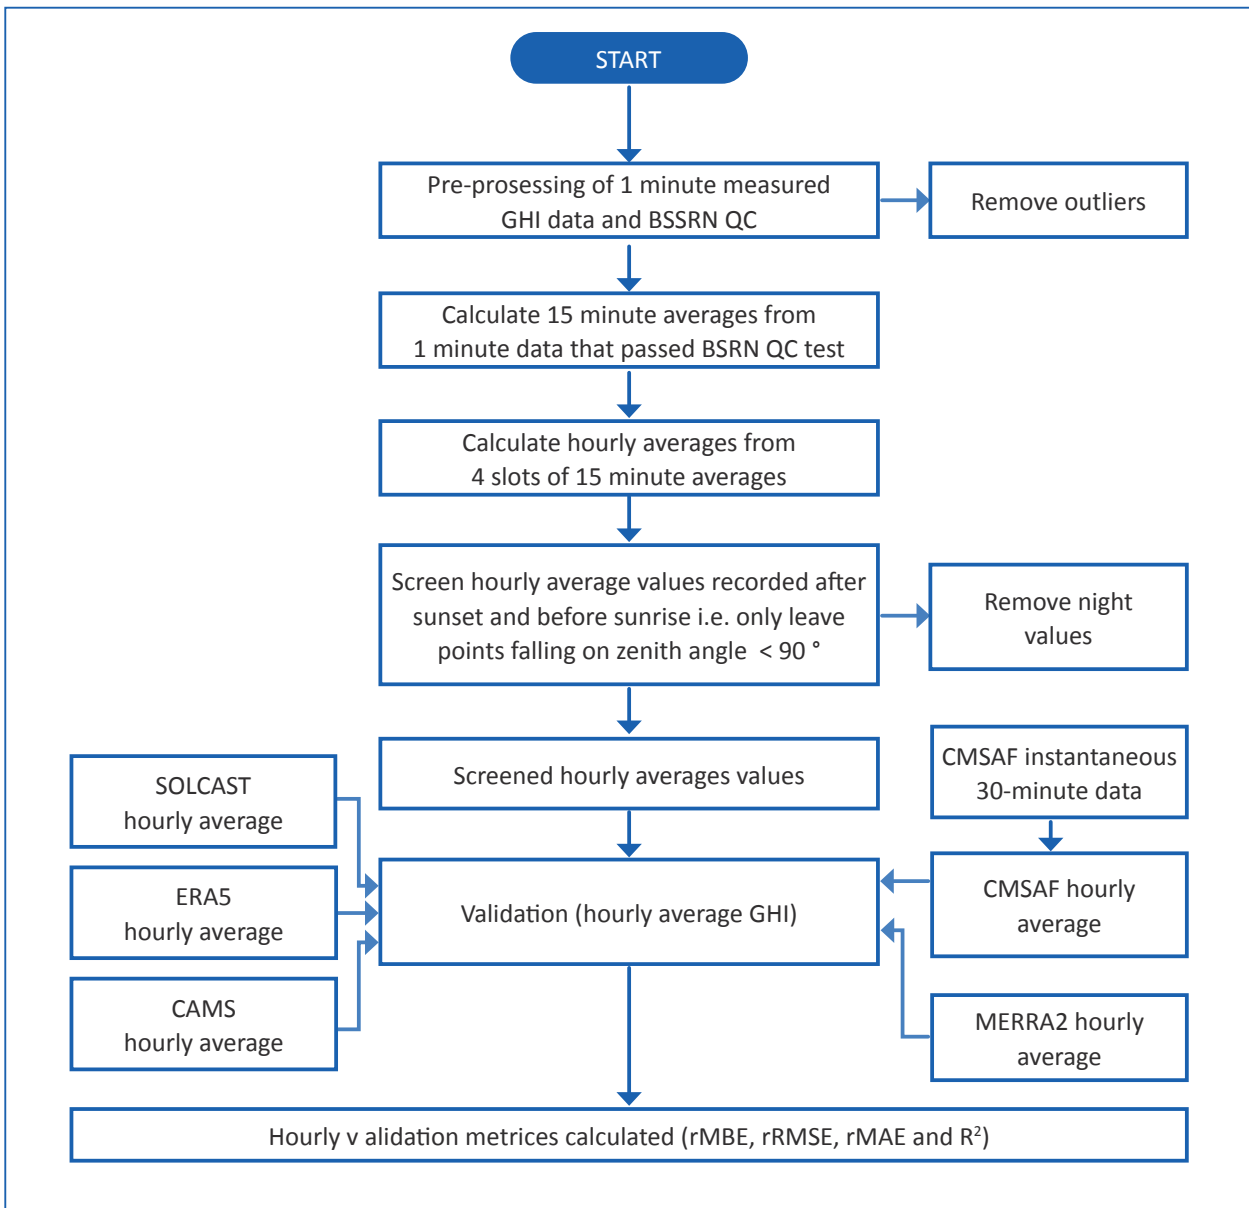 START
Pre-prosessing of 1 minute measured
GHI data and BSSRN QC
Remove outliers
Calculate 15 minute averages from
1 minute data that passed BSRN QC test
Calculate hourly averages from
4 slots of 15 minute averages
Screen hourly average values recorded after
sunset and before sunrise i.e. only leave
points falling on zenith angle < 90 °
Remove night
values
Screened hourly averages values
CMSAF instantaneous
30-minute data
SOLCAST
hourly average
ERA5
hourly average
CAMS
hourly average
Validation (hourly average GHI)
CMSAF hourly
average
MERRA2 hourly
average
Hourly v alidation metrices calculated (rMBE, rRMSE, rMAE and R²)